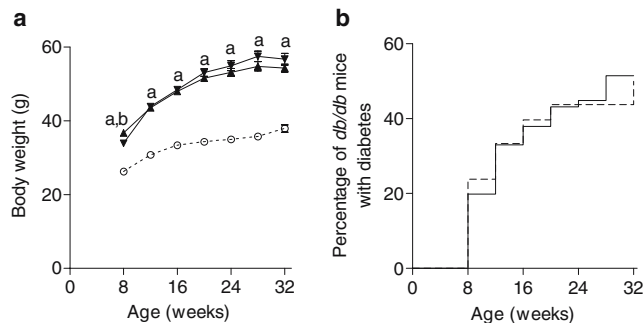 a
Body weight (g)
60
40
20
0
a,b
a
a
a
a
a
a
0
8
16
24
32
Age (weeks)
b
Percentage of db/db mice
with diabetes
60
40
20
0
0
8
16
24
32
Age (weeks)